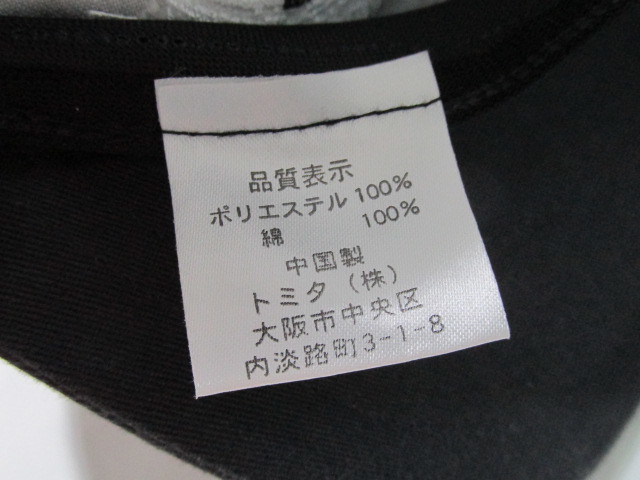 品質表示
ポリエステル 100%
綿 100%
中国製
トミタ（株）
大阪市中央区
内淡路町3-1-8